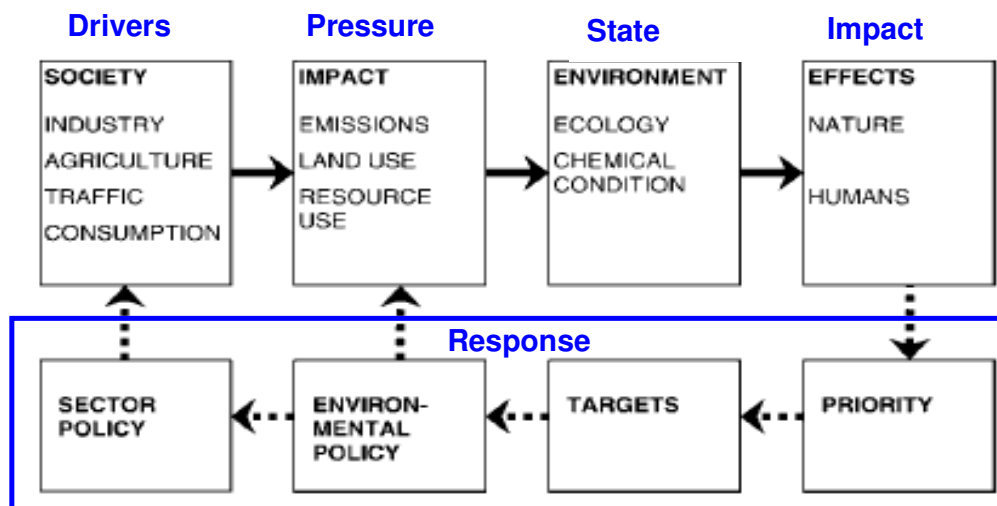 Drivers
Pressure
State
Impact
SOCIETY
INDUSTRY
AGRICULTURE
TRAFFIC
CONSUMPTION
IMPACT
EMISSIONS
LAND USE
RESOURCE
USE
ENVIRONMENT
ECOLOGY
CHEMICAL
CONDITION
EFFECTS
NATURE
HUMANS
Response
SECTOR
POLICY
ENVIRON-
MENTAL
POLICY
TARGETS
PRIORITY